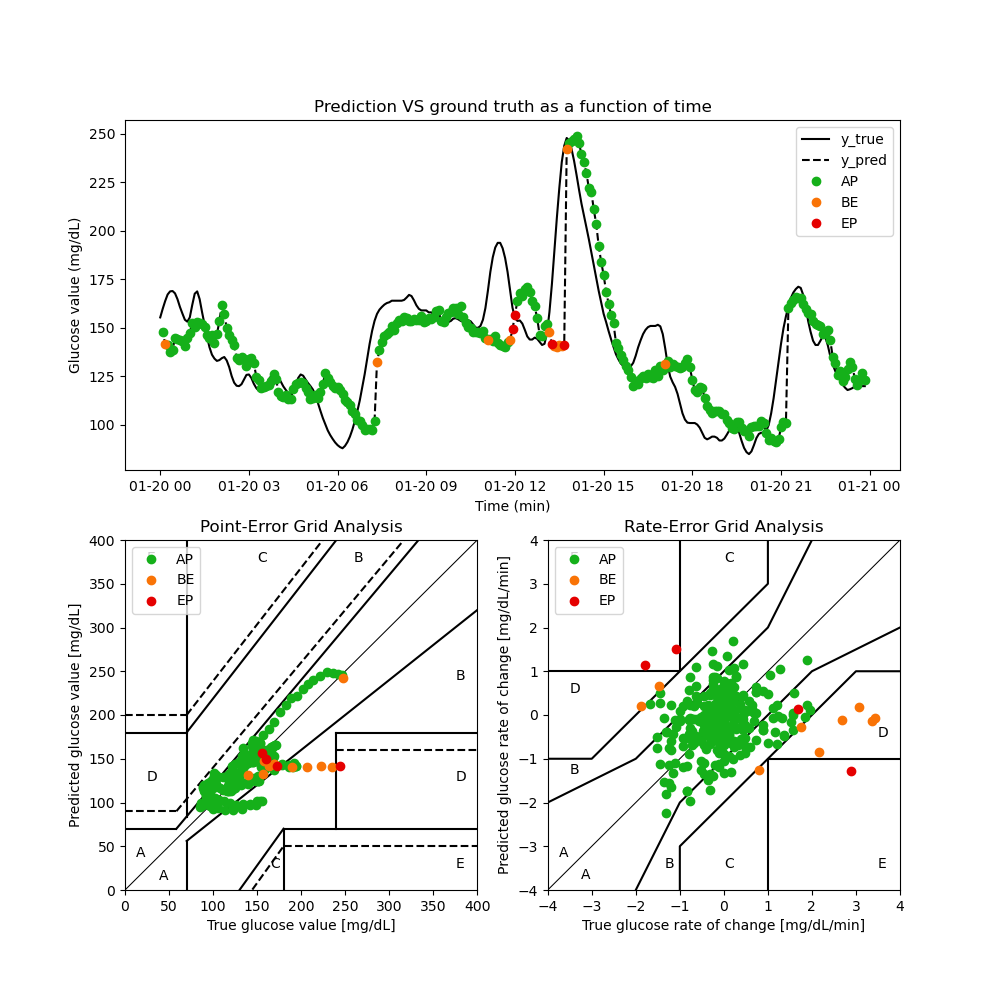 Prediction VS ground truth as a function of time
Glucose value (mg/dL)
250
225
200
175
150
125
100
y_true
y_pred
AP
BE
EP
01-20 00 01-20 03 01-20 06 01-20 09 01-20 12 01-20 15 01-20 18 01-20 21 01-21 00
Time (min)
Point-Error Grid Analysis
Predicted glucose value [mg/dL]
400
350
300
250
200
150
100
50
0
AP
BE
EP
C B
B
D D
A
A C E
0 50 100 150 200 250 300 350 400
True glucose value [mg/dL]
Rate-Error Grid Analysis
Predicted glucose rate of change [mg/dL/min]
4
3
2
1
0
−1
−2
−3
−4
AP
BE
EP
C
D
D
B
A
A B C E
−4 −3 −2 −1 0 1 2 3 4
True glucose rate of change [mg/dL/min]